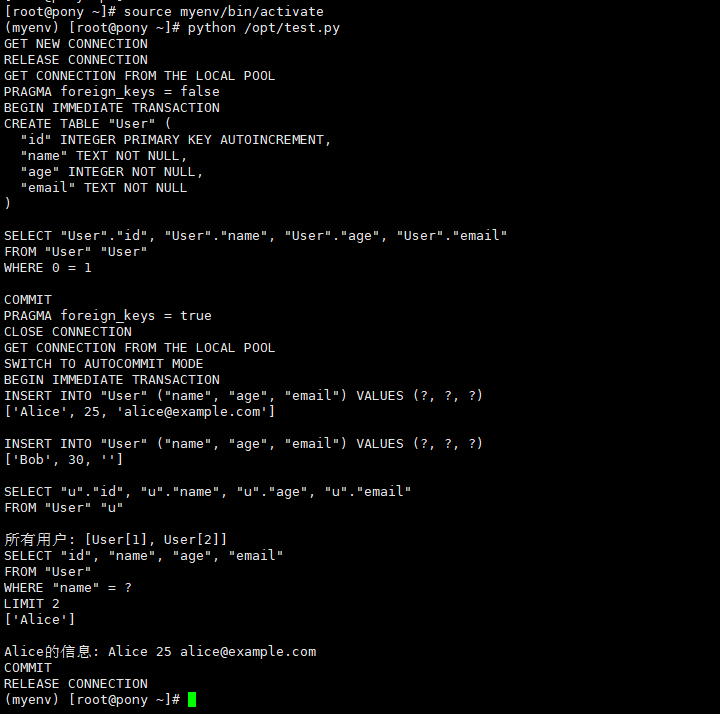 [root@pony ~]# source myenv/bin/activate
(myenv) [root@pony ~]# python /opt/test.py
GET NEW CONNECTION
RELEASE CONNECTION
GET CONNECTION FROM THE LOCAL POOL
PRAGMA foreign_keys = false
BEGIN IMMEDIATE TRANSACTION
CREATE TABLE "User" (
  "id" INTEGER PRIMARY KEY AUTOINCREMENT,
  "name" TEXT NOT NULL,
  "age" INTEGER NOT NULL,
  "email" TEXT NOT NULL
)

SELECT "User"."id", "User"."name", "User"."age", "User"."email"
FROM "User" "User"
WHERE 0 = 1

COMMIT
PRAGMA foreign_keys = true
CLOSE CONNECTION
GET CONNECTION FROM THE LOCAL POOL
SWITCH TO AUTOCOMMIT MODE
BEGIN IMMEDIATE TRANSACTION
INSERT INTO "User" ("name", "age", "email") VALUES (?, ?, ?)
['Alice', 25, 'alice@example.com']

INSERT INTO "User" ("name", "age", "email") VALUES (?, ?, ?)
['Bob', 30, '']

SELECT "u"."id", "u"."name", "u"."age", "u"."email"
FROM "User" "u"

所有用户: [User[1], User[2]]
SELECT "id", "name", "age", "email"
FROM "User"
WHERE "name" = ?
LIMIT 2
['Alice']

Alice的信息: Alice 25 alice@example.com
COMMIT
RELEASE CONNECTION
(myenv) [root@pony ~]#